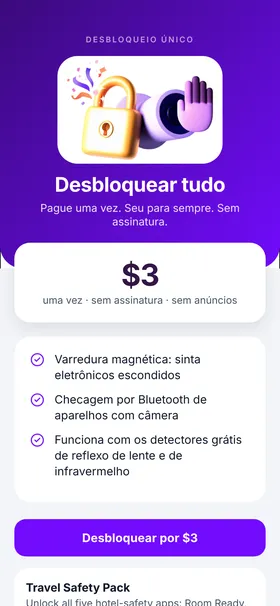 DESBLOQUEIO ÚNICO
Desbloquear tudo
Pague uma vez. Seu para sempre. Sem
assinatura.
$3
uma vez · sem assinatura · sem anúncios
Varredura magnética: sinta
eletrônicos escondidos
Checagem por Bluetooth de
aparelhos com câmera
Funciona com os detectores grátis
de reflexo de lente e de
infravermelho
Desbloquear por $3
Travel Safety Pack
Unlock all five hotel-safety apps: Room Ready,